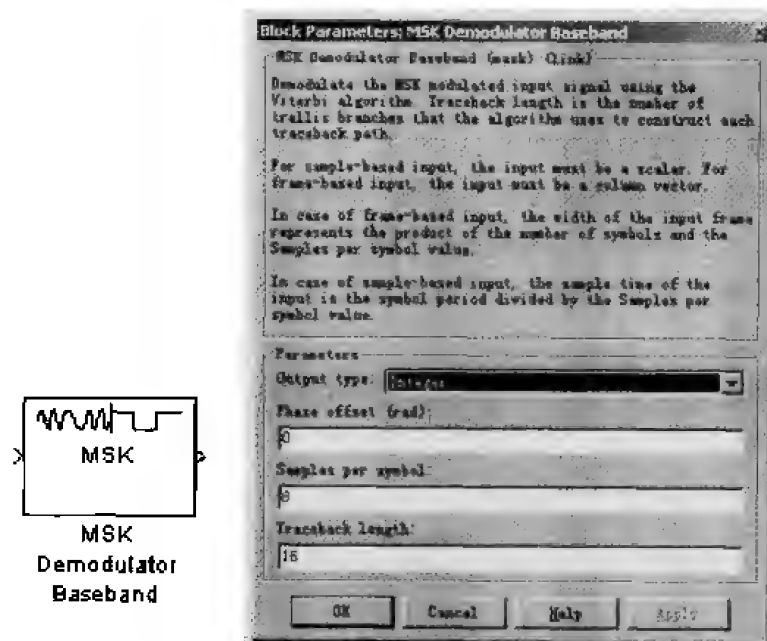 Block Parameters: MSK Demodulator Baseband
MSK Demodulator Baseband (mask) (link)
Demodulate the MSK modulated input signal using the
Viterbi algorithm. Traceback length is the number of
trellis branches that the algorithm uses to construct each
traceback path.
For sample-based input, the input must be a scalar. For
frame-based input, the input must be a column vector.
In case of frame-based input, the width of the input frame
represents the product of the number of symbols and the
Samples per symbol value.
In case of sample-based input, the sample time of the
input is the symbol period divided by the Samples per
symbol value.
Parameters
Output type: Integer
Phase offset (rad):
0
Samples per symbol:
8
Traceback length:
16
OK Cancel Help Apply
MSK
MSK
Demodulator
Baseband